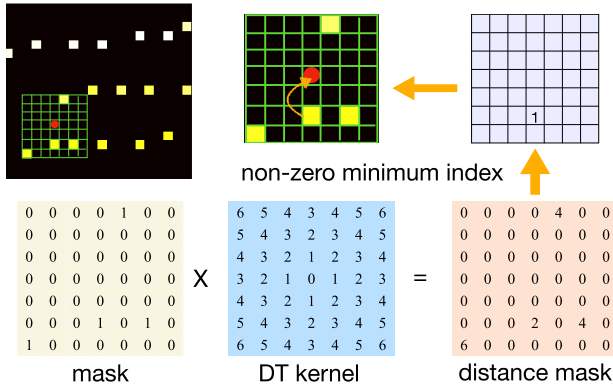 1
non-zero minimum index
0 0 0 0 1 0 0 6 5 4 3 4 5 6 0 0 0 0 4 0 0
0 0 0 0 0 0 0 5 4 3 2 3 4 5 0 0 0 0 0 0 0
0 0 0 0 0 0 0 4 3 2 1 2 3 4 0 0 0 0 0 0 0
0 0 0 0 0 0 0 X 3 2 1 0 1 2 3 = 0 0 0 0 0 0 0
0 0 0 0 0 0 0 4 3 2 1 2 3 4 0 0 0 0 0 0 0
0 0 0 1 0 1 0 5 4 3 2 3 4 5 0 0 0 2 0 4 0
1 0 0 0 0 0 0 6 5 4 3 4 5 6 6 0 0 0 0 0 0
mask DT kernel distance mask